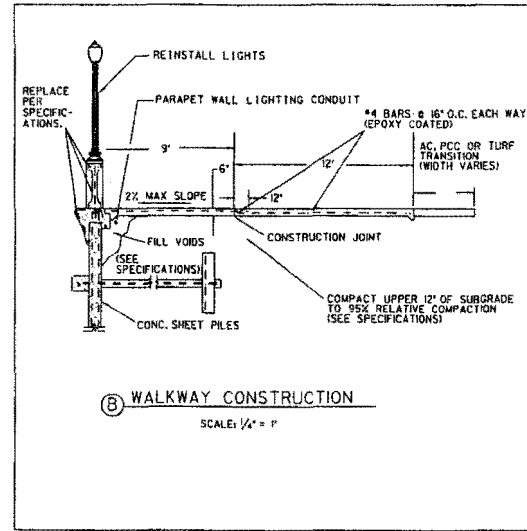 REINSTALL LIGHTS
REPLACE
PER
SPECIFIC-
ATIONS.
PARAPET WALL LIGHTING CONDUIT
#4 BARS @ 16" O.C. EACH WAY
(EPOXY COATED)
9'
12'
AC, PCC OR TURF
TRANSITION
(WIDTH VARIES)
6"
2% MAX SLOPE
12"
FILL VOIDS
(SEE
SPECIFICATIONS)
CONSTRUCTION JOINT
COMPACT UPPER 12" OF SUBGRADE
TO 95% RELATIVE COMPACTION
(SEE SPECIFICATIONS)
CONC. SHEET PILES
B WALKWAY CONSTRUCTION
SCALE: 1/4" = 1'